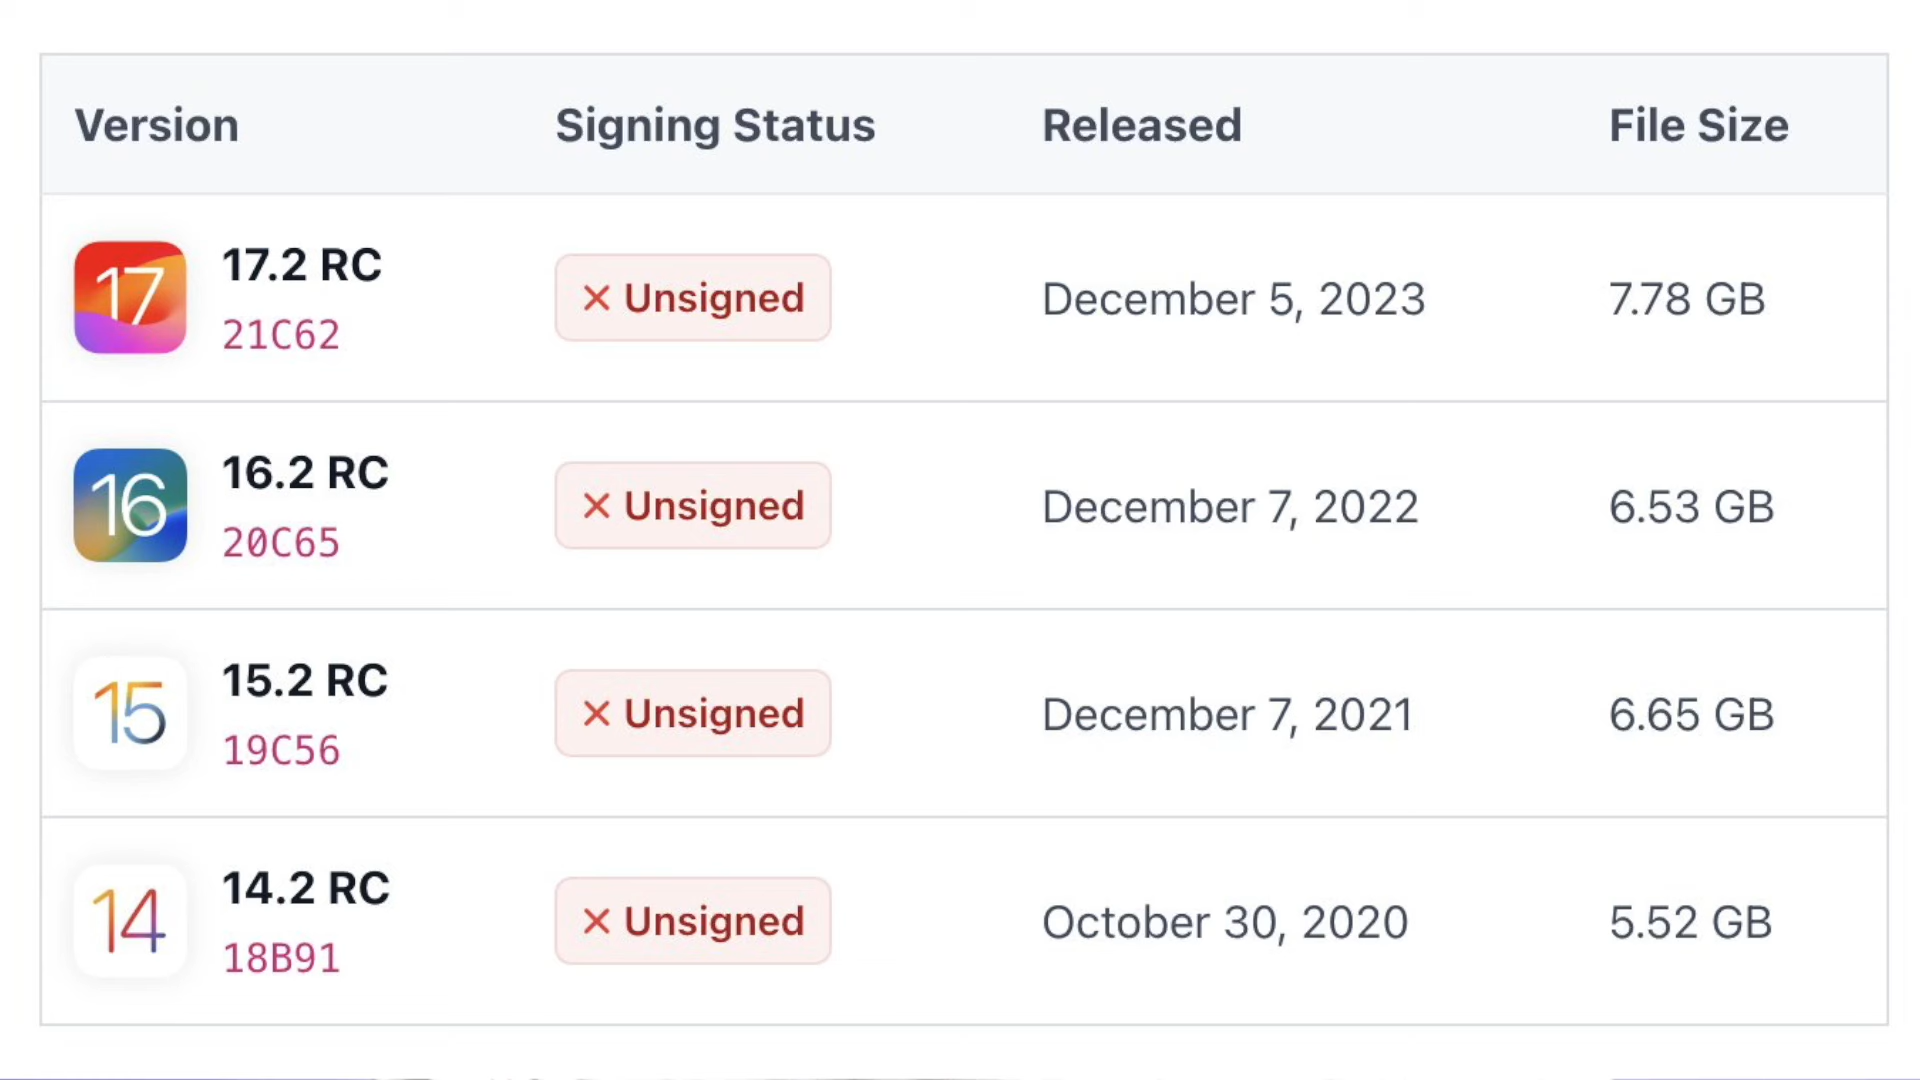 Version Signing Status Released File Size
17 17.2 RC
21C62 × Unsigned December 5, 2023 7.78 GB
16 16.2 RC
20C65 × Unsigned December 7, 2022 6.53 GB
15 15.2 RC
19C56 × Unsigned December 7, 2021 6.65 GB
14 14.2 RC
18B91 × Unsigned October 30, 2020 5.52 GB